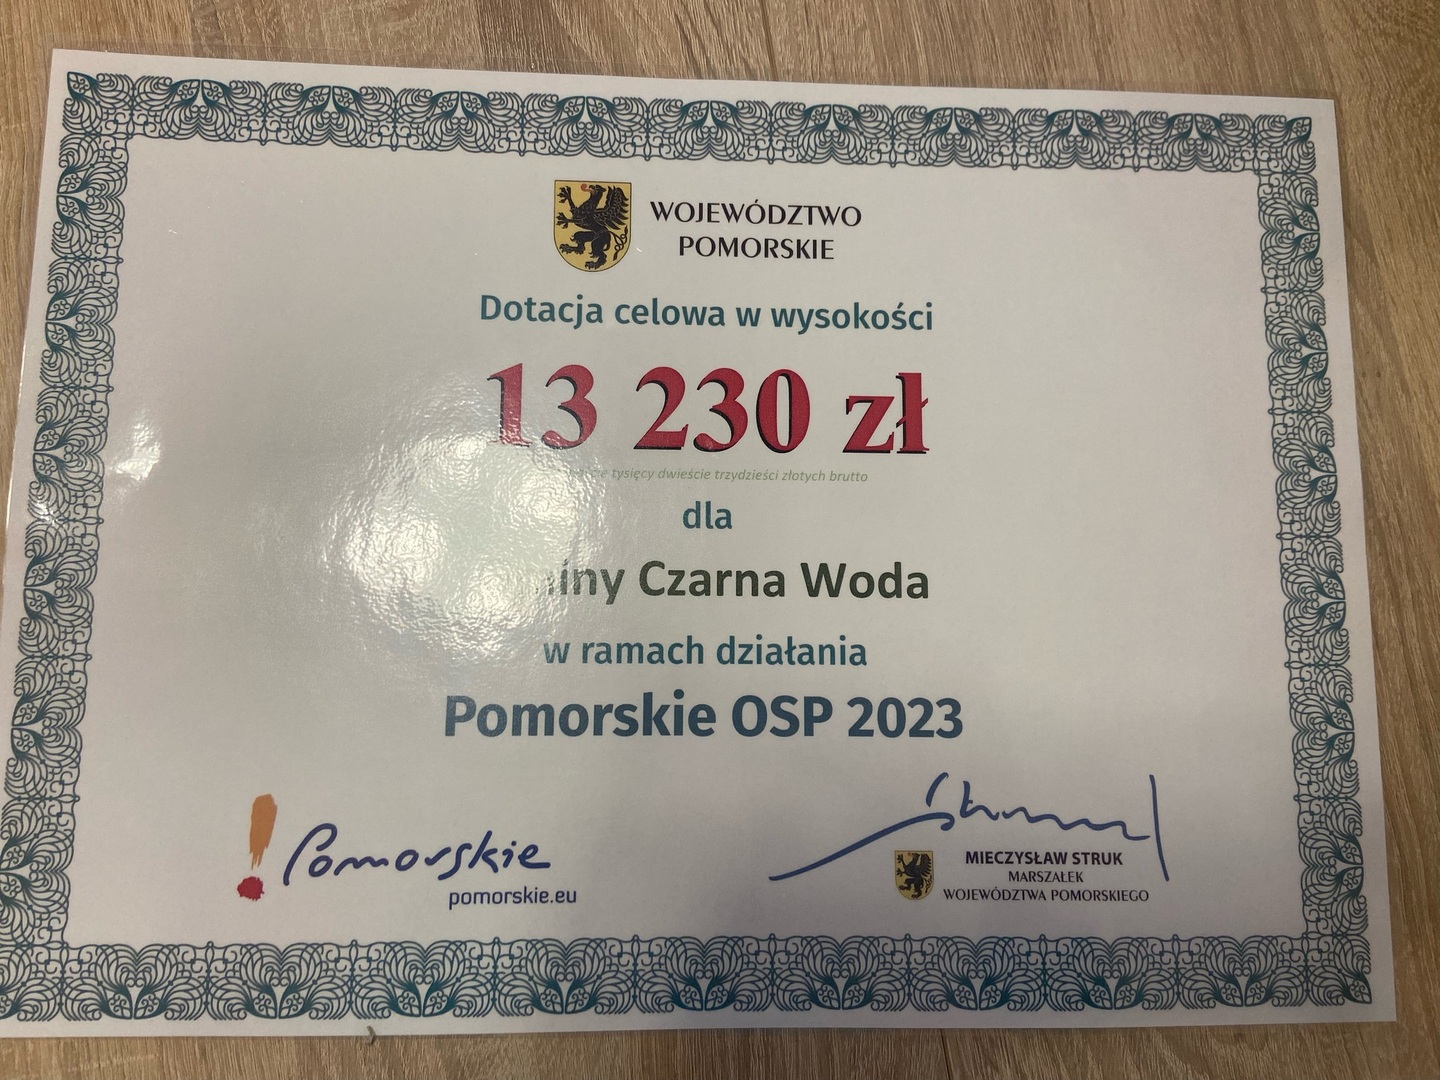 WOJEWÓDZTWO
POMORSKIE
Dotacja celowa w wysokości
13 230 zł
tysięcy dwieście trzydzieści złotych brutto
dla
Czarna Woda
w ramach działania
Pomorskie OSP 2023
Pomorskie
pomorskie.eu
MIECZYSŁAW STRUK
MARSZAŁEK
WOJEWÓDZTWA POMORSKIEGO